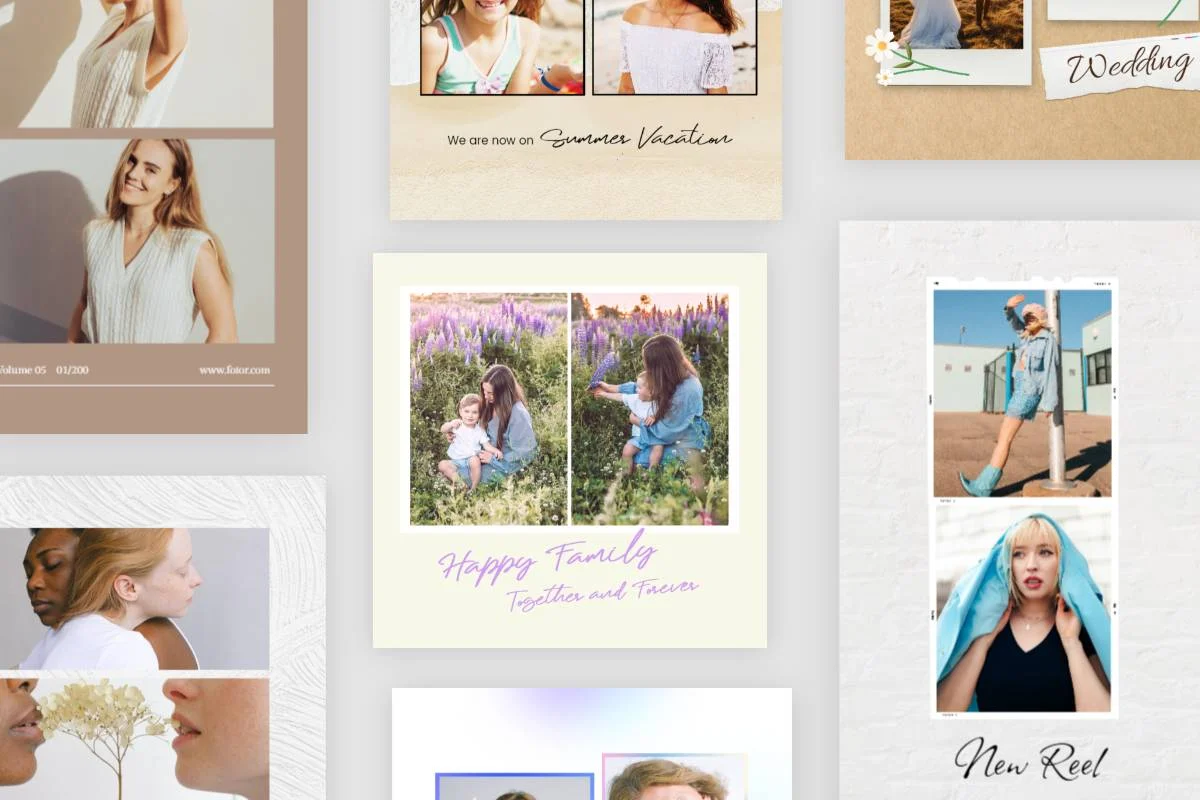 We are now on Summer Vacation
Wedding
Volume 05 01/200
www.fotor.com
Happy Family
Together and Forever
New Reel